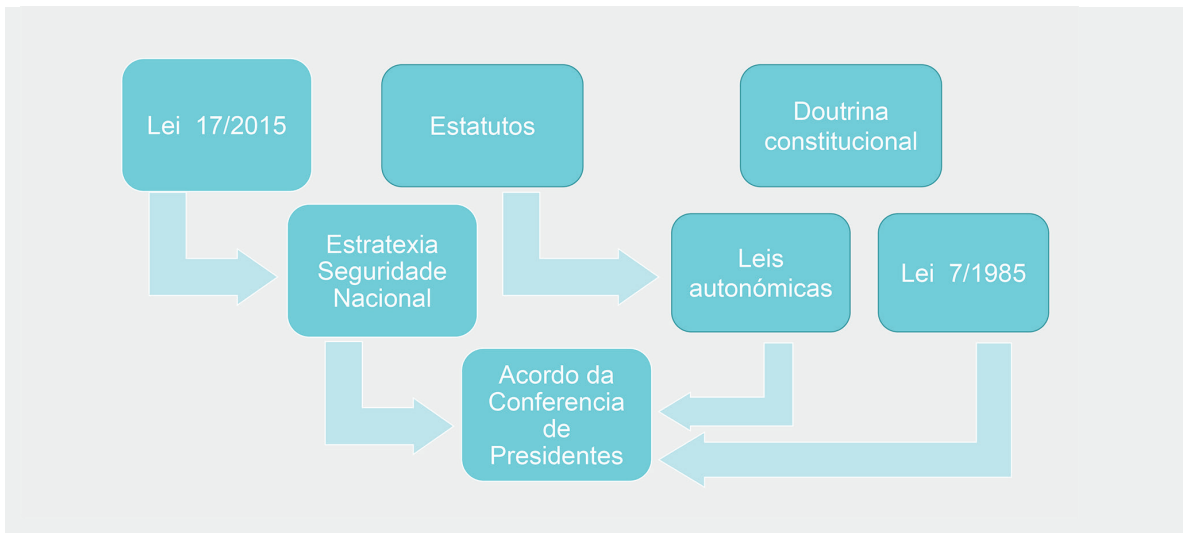 Lei 17/2015
Estatutos
Doutrina
constitucional
Estratexia
Seguridade
Nacional
Leis
autonómicas
Lei 7/1985
Acordo da
Conferencia
de
Presidentes